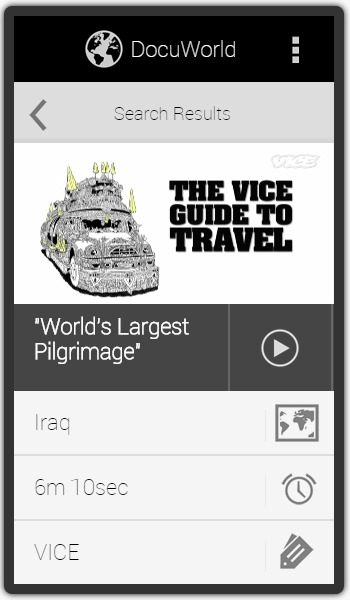 DocuWorld
Search Results
VICE
THE VICE
GUIDE TO
TRAVEL
"World's Largest
Pilgrimage"
Iraq
6m 10sec
VICE